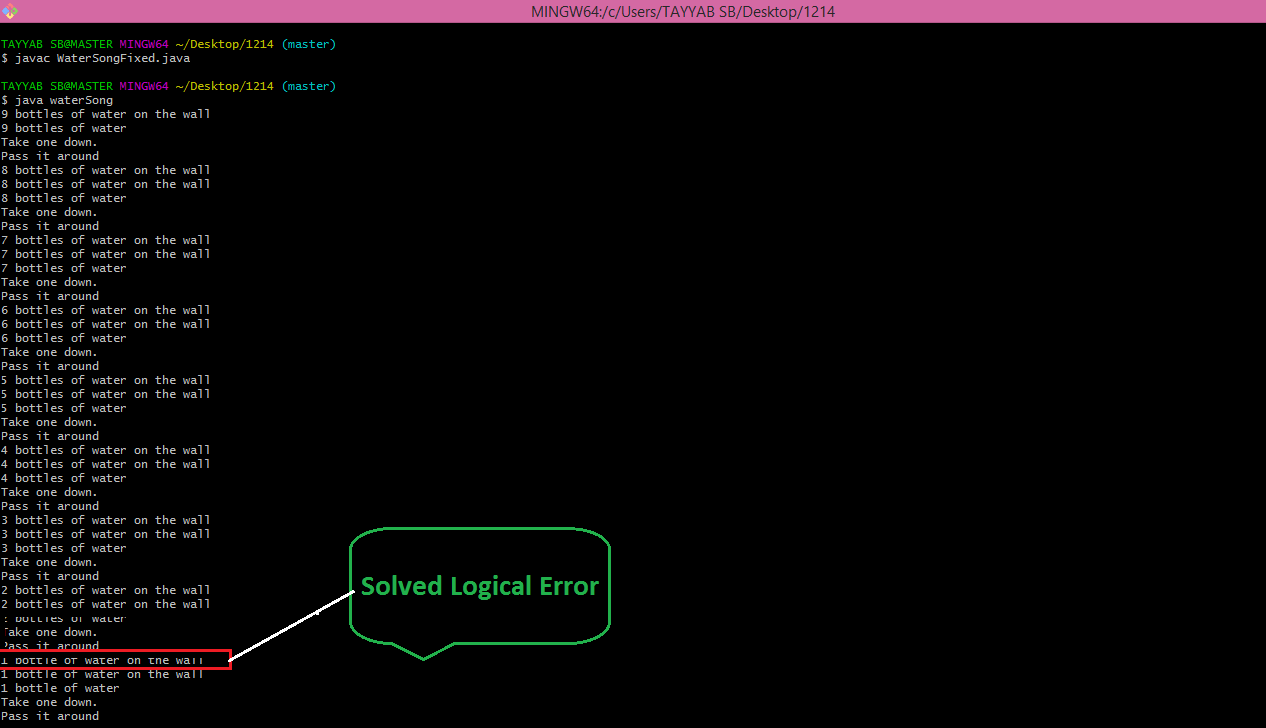 MINGW64:/c/Users/TAYYAB SB/Desktop/1214
TAYYAB SB@MASTER MINGW64 ~/Desktop/1214 (master)
$ javac WaterSongFixed.java
TAYYAB SB@MASTER MINGW64 ~/Desktop/1214 (master)
$ java waterSong
9 bottles of water on the wall
9 bottles of water
Take one down.
Pass it around
8 bottles of water on the wall
8 bottles of water on the wall
8 bottles of water
Take one down.
Pass it around
7 bottles of water on the wall
7 bottles of water on the wall
7 bottles of water
Take one down.
Pass it around
6 bottles of water on the wall
6 bottles of water on the wall
6 bottles of water
Take one down.
Pass it around
5 bottles of water on the wall
5 bottles of water on the wall
5 bottles of water
Take one down.
Pass it around
4 bottles of water on the wall
4 bottles of water on the wall
4 bottles of water
Take one down.
Pass it around
3 bottles of water on the wall
3 bottles of water on the wall
3 bottles of water
Take one down.
Pass it around
2 bottles of water on the wall
2 bottles of water on the wall
2 bottles of water
Take one down.
Pass it around
1 bottle of water on the wall
1 bottle of water on the wall
1 bottle of water
Take one down.
Pass it around
Solved Logical Error